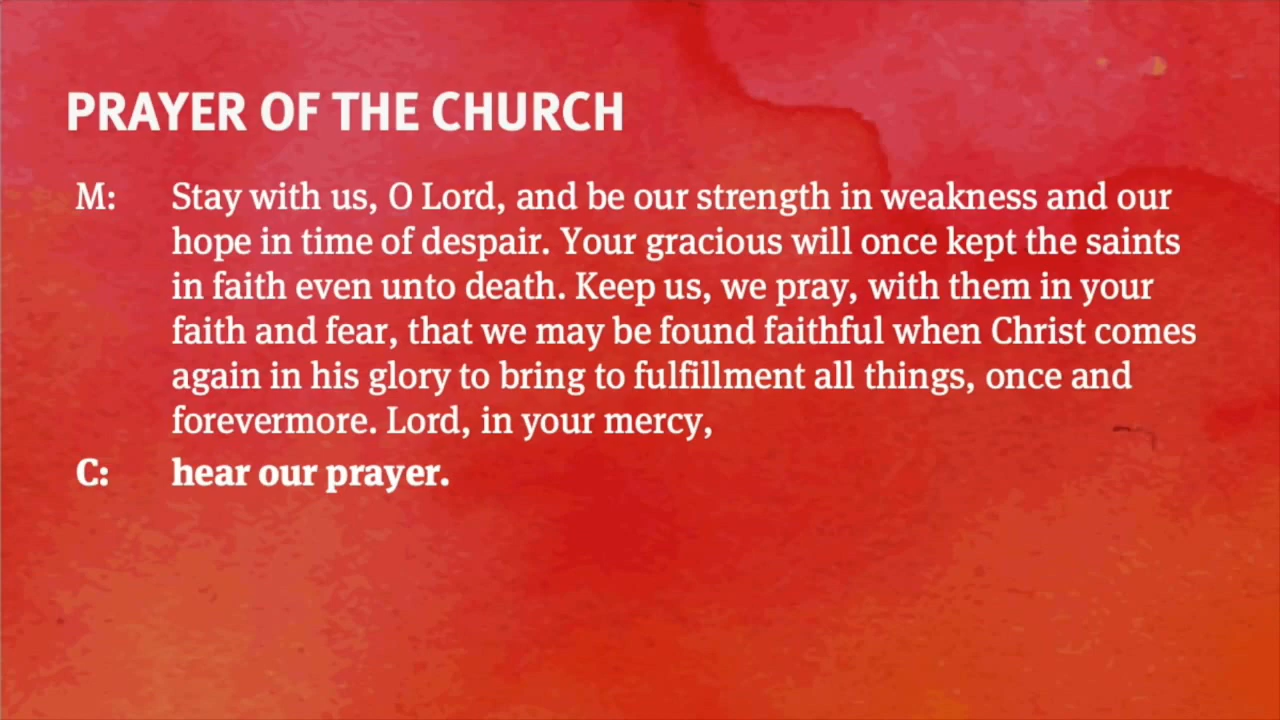 PRAYER OF THE CHURCH
M: Stay with us, O Lord, and be our strength in weakness and our
hope in time of despair. Your gracious will once kept the saints
in faith even unto death. Keep us, we pray, with them in your
faith and fear, that we may be found faithful when Christ comes
again in his glory to bring to fulfillment all things, once and
forevermore. Lord, in your mercy,
C: hear our prayer.